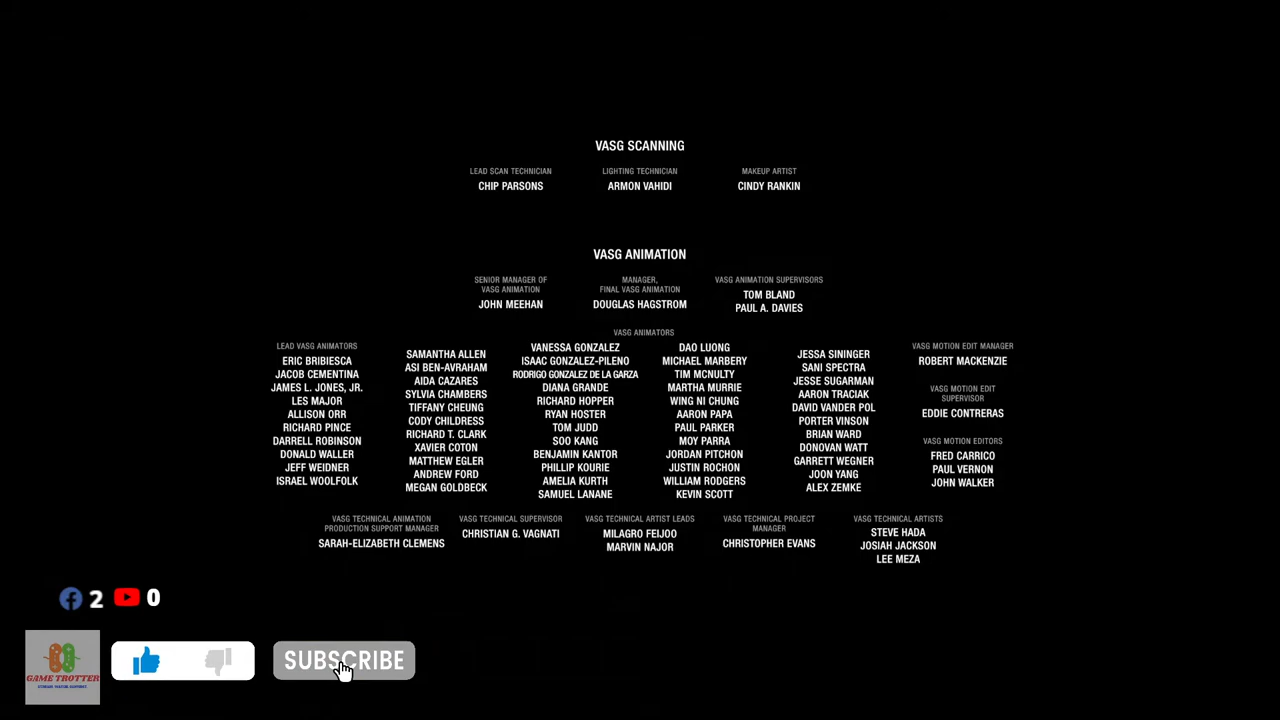 VASG SCANNING
LEAD SCAN TECHNICIAN
CHIP PARSONS
LIGHTING TECHNICIAN
ARMON VAHIDI
MAKEUP ARTIST
CINDY RANKIN
VASG ANIMATION
SENIOR MANAGER OF
VASG ANIMATION
JOHN MEEHAN
MANAGER,
FINAL VASG ANIMATION
DOUGLAS HAGSTROM
VASG ANIMATION SUPERVISORS
TOM BLAND
PAUL A. DAVIES
LEAD VASG ANIMATORS
ERIC BRIBIESCA
JACOB CEMENTINA
JAMES L. JONES, JR.
LES MAJOR
ALLISON ORR
RICHARD PINCE
DARRELL ROBINSON
DONALD WALLER
JEFF WEIDNER
ISRAEL WOOLFOLK
VASG ANIMATORS
SAMANTHA ALLEN
ASI BEN-AVRAHAM
AIDA CAZARES
SYLVIA CHAMBERS
TIFFANY CHEUNG
CODY CHILDRESS
RICHARD T. CLARK
XAVIER COTON
MATTHEW EGLER
ANDREW FORD
MEGAN GOLDBECK
VANESSA GONZALEZ
ISAAC GONZALEZ-PILENO
RODRIGO GONZALEZ DE LA GARZA
DIANA GRANDE
RICHARD HOPPER
RYAN HOSTER
TOM JUDD
SOO KANG
BENJAMIN KANTOR
PHILLIP KOURIE
AMELIA KURTH
SAMUEL LANANE
DAO LUONG
MICHAEL MARBERY
TIM MCNULTY
MARTHA MURRIE
WING NI CHUNG
AARON PAPA
PAUL PARKER
MOY PARRA
JORDAN PITCHON
JUSTIN ROCHON
WILLIAM RODGERS
KEVIN SCOTT
JESSA SININGER
SANI SPECTRA
JESSE SUGARMAN
AARON TRACIAK
DAVID VANDER POL
PORTER VINSON
BRIAN WARD
DONOVAN WATT
GARRETT WEGNER
JOON YANG
ALEX ZEMKE
VASG MOTION EDIT MANAGER
ROBERT MACKENZIE
VASG MOTION EDIT
SUPERVISOR
EDDIE CONTRERAS
VASG MOTION EDITORS
FRED CARRICO
PAUL VERNON
JOHN WALKER
VASG TECHNICAL ANIMATION
PRODUCTION SUPPORT MANAGER
SARAH-ELIZABETH CLEMENS
VASG TECHNICAL SUPERVISOR
CHRISTIAN G. VAGNATI
VASG TECHNICAL ARTIST LEADS
MILAGRO FEIJOO
MARVIN NAJOR
VASG TECHNICAL PROJECT
MANAGER
CHRISTOPHER EVANS
VASG TECHNICAL ARTISTS
STEVE HADA
JOSIAH JACKSON
LEE MEZA
2
0
GAME TROTTER
SUBSCRIBE